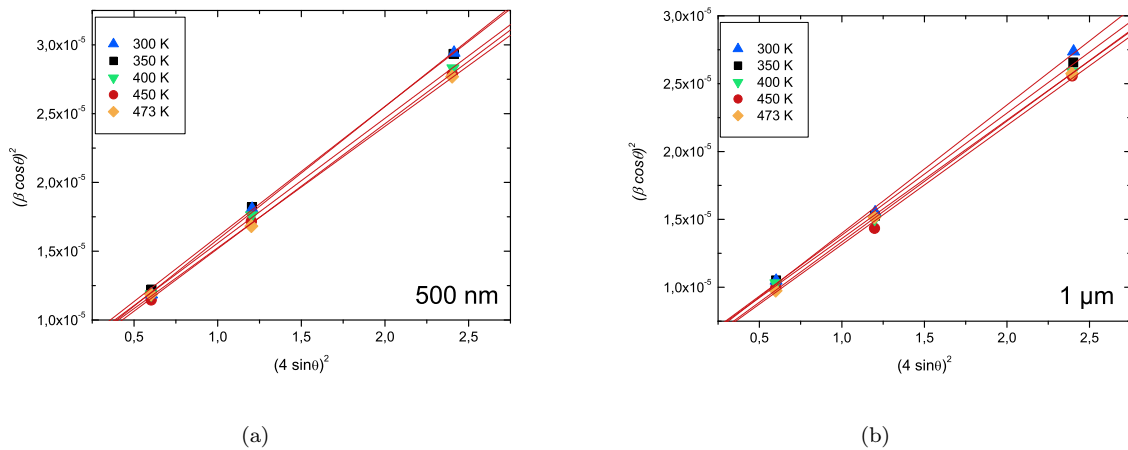 3,0x10⁻⁵
2,5x10⁻⁵
2,0x10⁻⁵
1,5x10⁻⁵
1,0x10⁻⁵
(β cosθ)²
300 K
350 K
400 K
450 K
473 K
500 nm
0,5 1,0 1,5 2,0 2,5
(4 sinθ)²
(a)
3,0x10⁻⁵
2,5x10⁻⁵
2,0x10⁻⁵
1,5x10⁻⁵
1,0x10⁻⁵
(β cosθ)²
300 K
350 K
400 K
450 K
473 K
1 µm
0,5 1,0 1,5 2,0 2,5
(4 sinθ)²
(b)